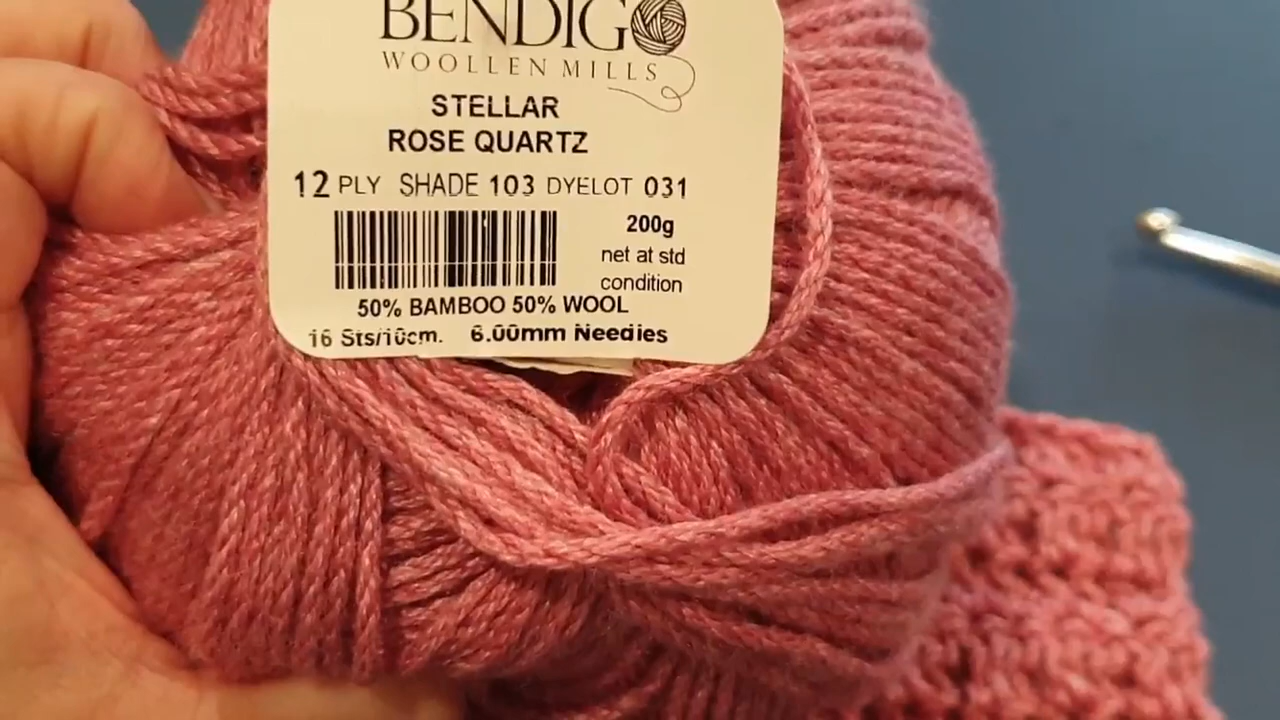 BENDIGO
WOOLLEN MILLS
STELLAR
ROSE QUARTZ
12 PLY SHADE 103 DYELOT 031
200g
net at std
condition
50% BAMBOO 50% WOOL
16 Sts/10cm. 6.00mm Needles